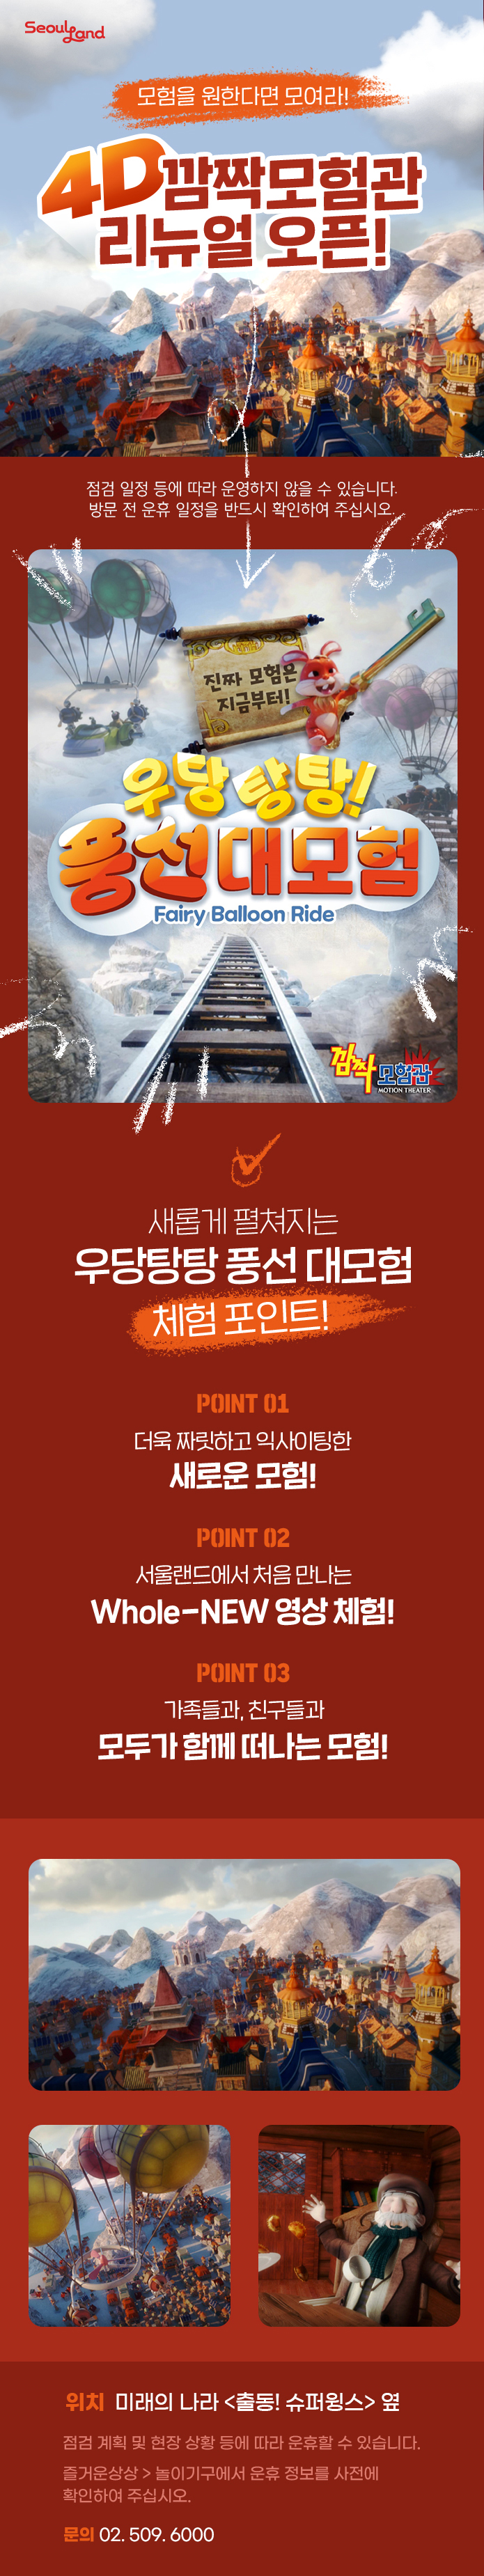 Seoul Land
모험을 원한다면 모여라!
4D깜짝모험관
리뉴얼 오픈!
점검 일정 등에 따라 운영하지 않을 수 있습니다.
방문 전 운휴 일정을 반드시 확인하여 주십시오.
진짜 모험은
지금부터!
우당탕탕!
풍선대모험
Fairy Balloon Ride
깜짝 모험관
MOTION THEATER
새롭게 펼쳐지는
우당탕탕 풍선 대모험
체험 포인트!
POINT 01
더욱 짜릿하고 익사이팅한
새로운 모험!
POINT 02
서울랜드에서 처음 만나는
Whole-NEW 영상 체험!
POINT 03
가족들과, 친구들과
모두가 함께 떠나는 모험!
위치 미래의 나라 <출동! 슈퍼윙스> 옆
점검 계획 및 현장 상황 등에 따라 운휴할 수 있습니다.
즐거운상상 > 놀이기구에서 운휴 정보를 사전에
확인하여 주십시오.
문의 02. 509. 6000